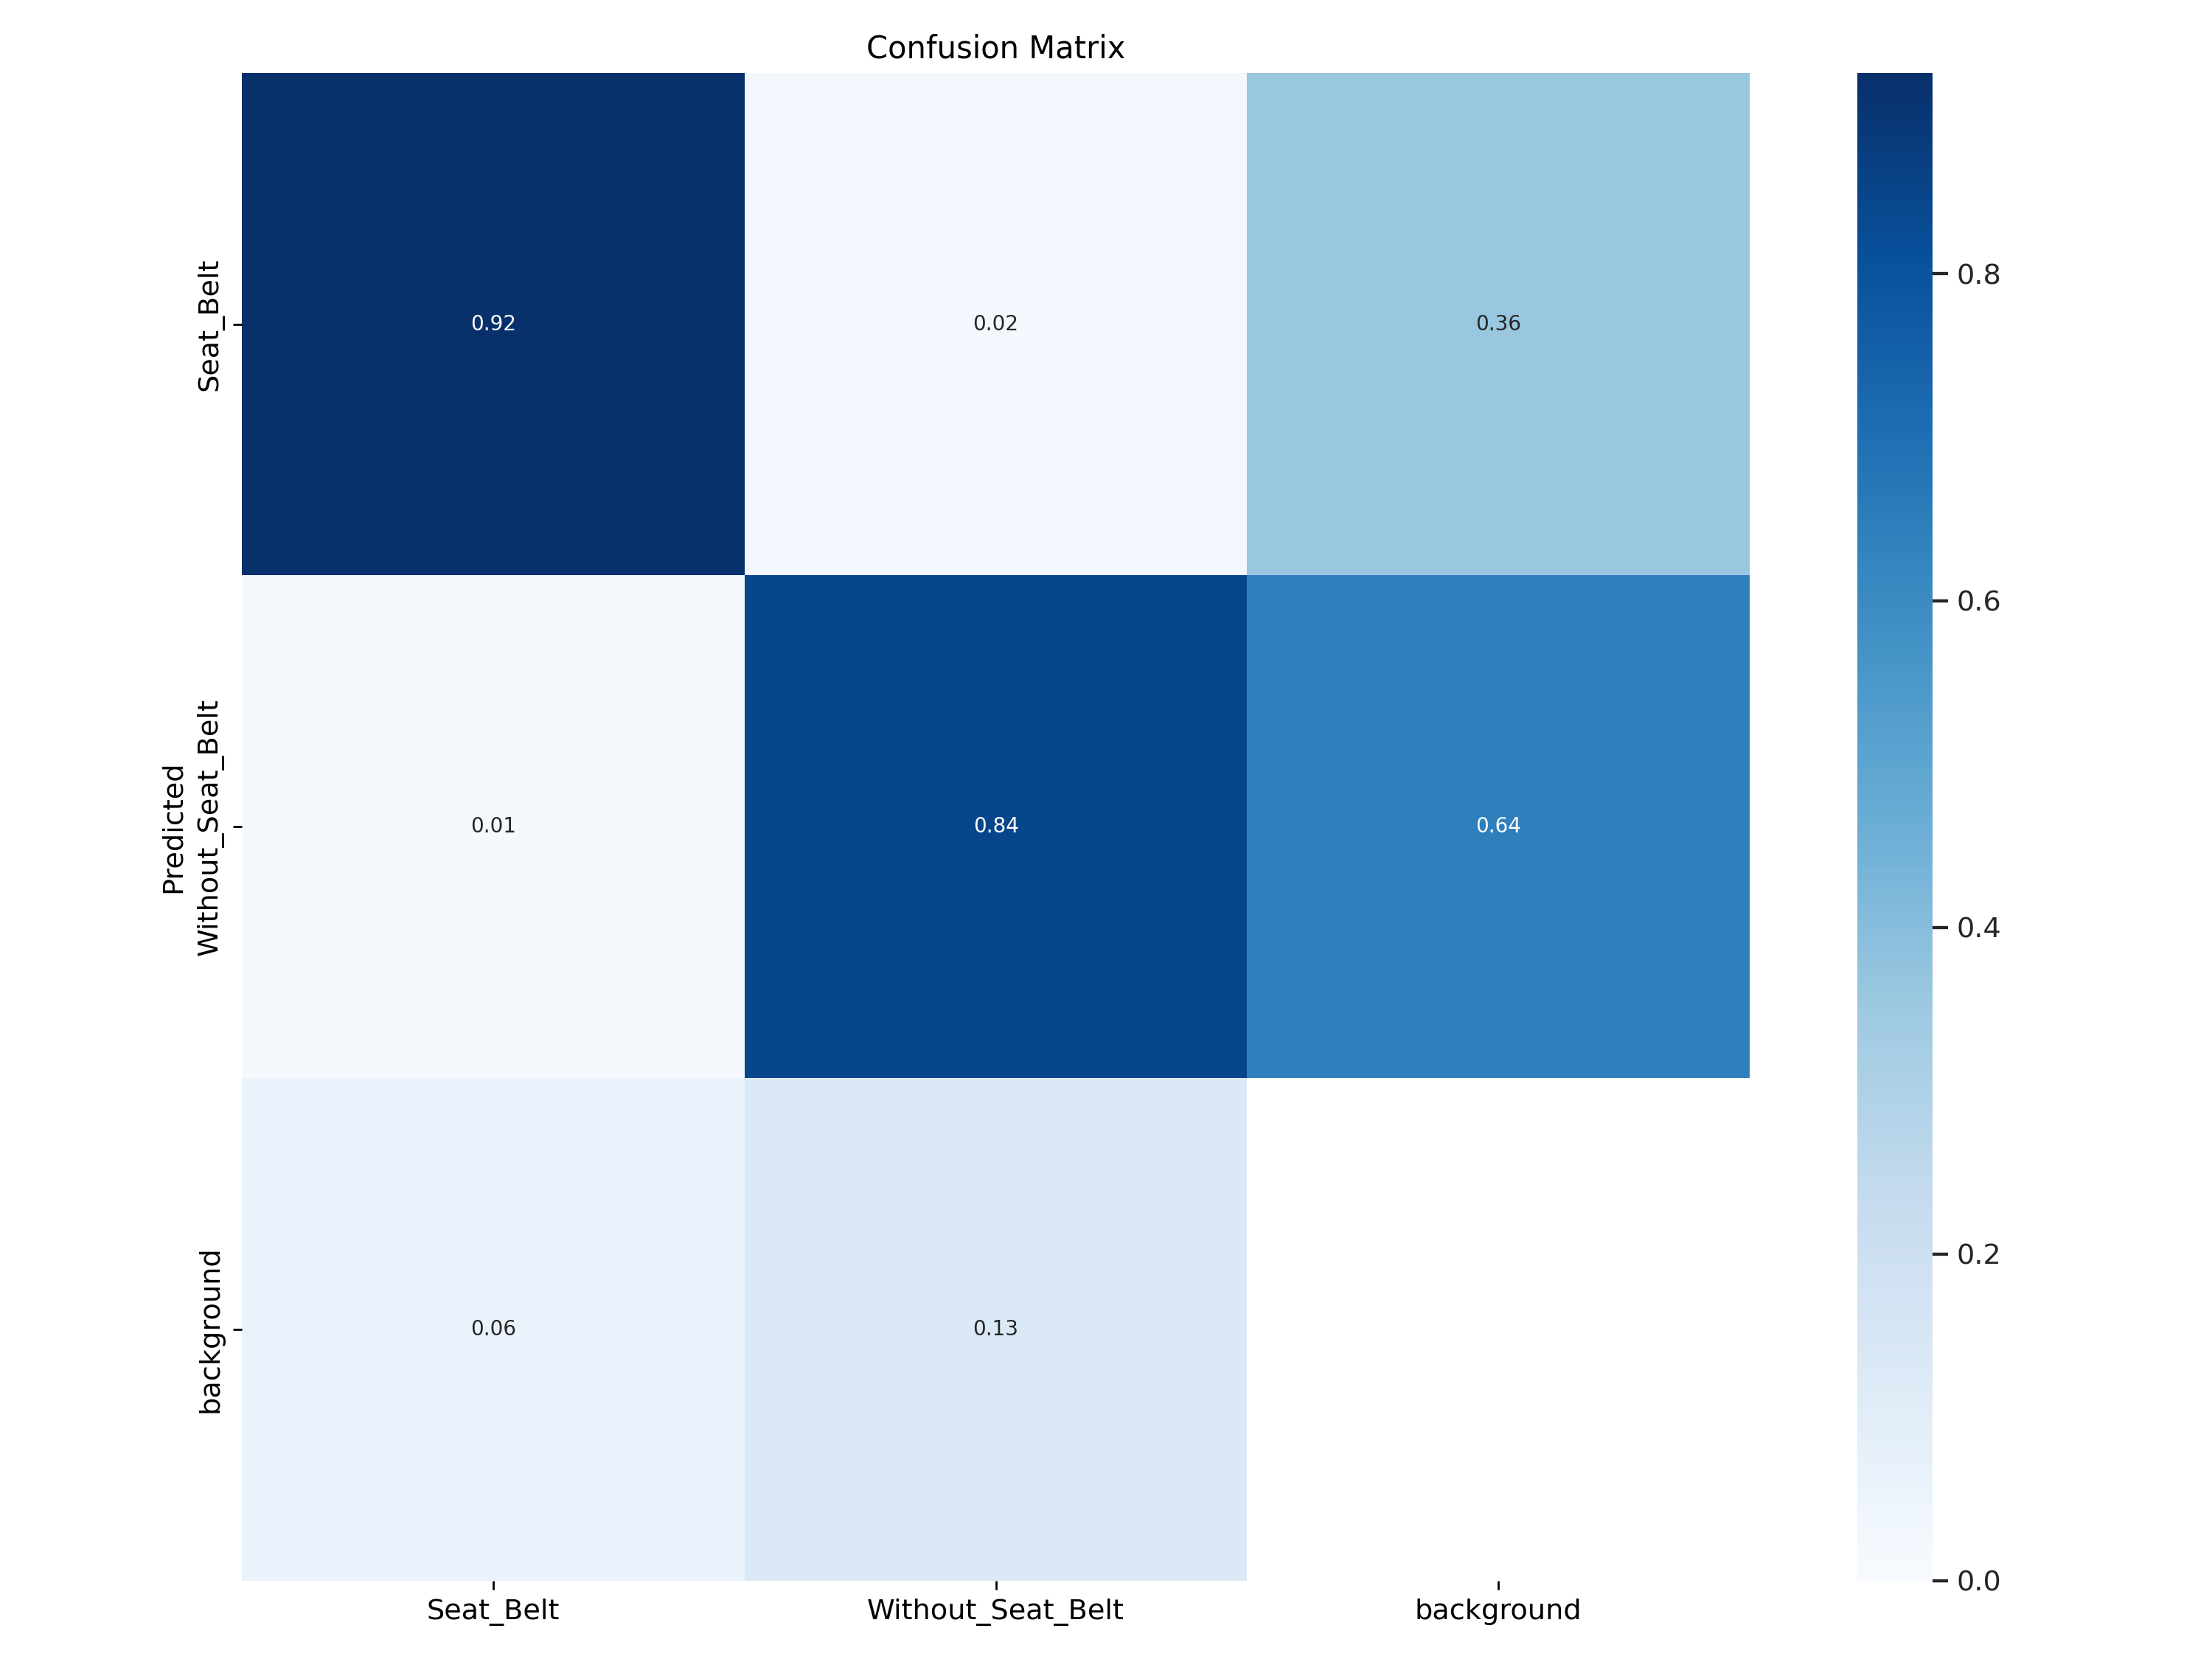 Confusion Matrix
Predicted
Seat_Belt
0.92
0.02
0.36
0.8
0.6
Without_Seat_Belt
0.01
0.84
0.64
0.4
0.2
background
0.06
0.13
0.0
Seat_Belt
Without_Seat_Belt
background